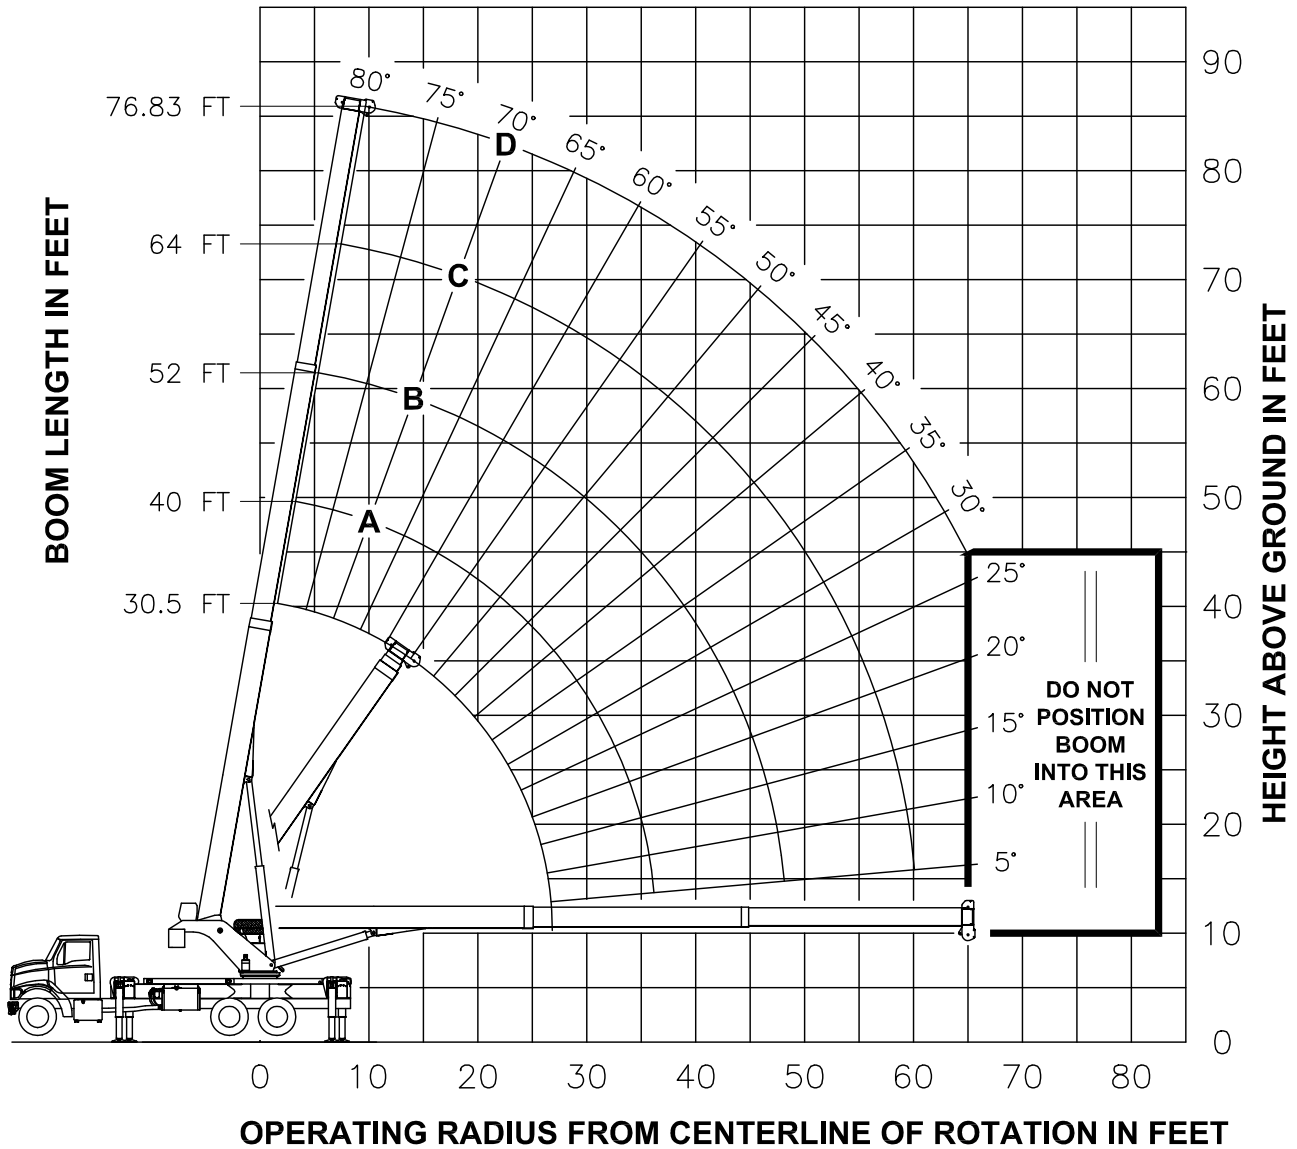 BOOM LENGTH IN FEET
76.83 FT
64 FT
52 FT
40 FT
30.5 FT
80°
75°
70°
65°
60°
55°
50°
45°
40°
35°
30°
25°
20°
15°
10°
5°
D
C
B
A
DO NOT
POSITION
BOOM
INTO THIS
AREA
90
80
70
60
50
40
30
20
10
0
HEIGHT ABOVE GROUND IN FEET
0 10 20 30 40 50 60 70 80
OPERATING RADIUS FROM CENTERLINE OF ROTATION IN FEET